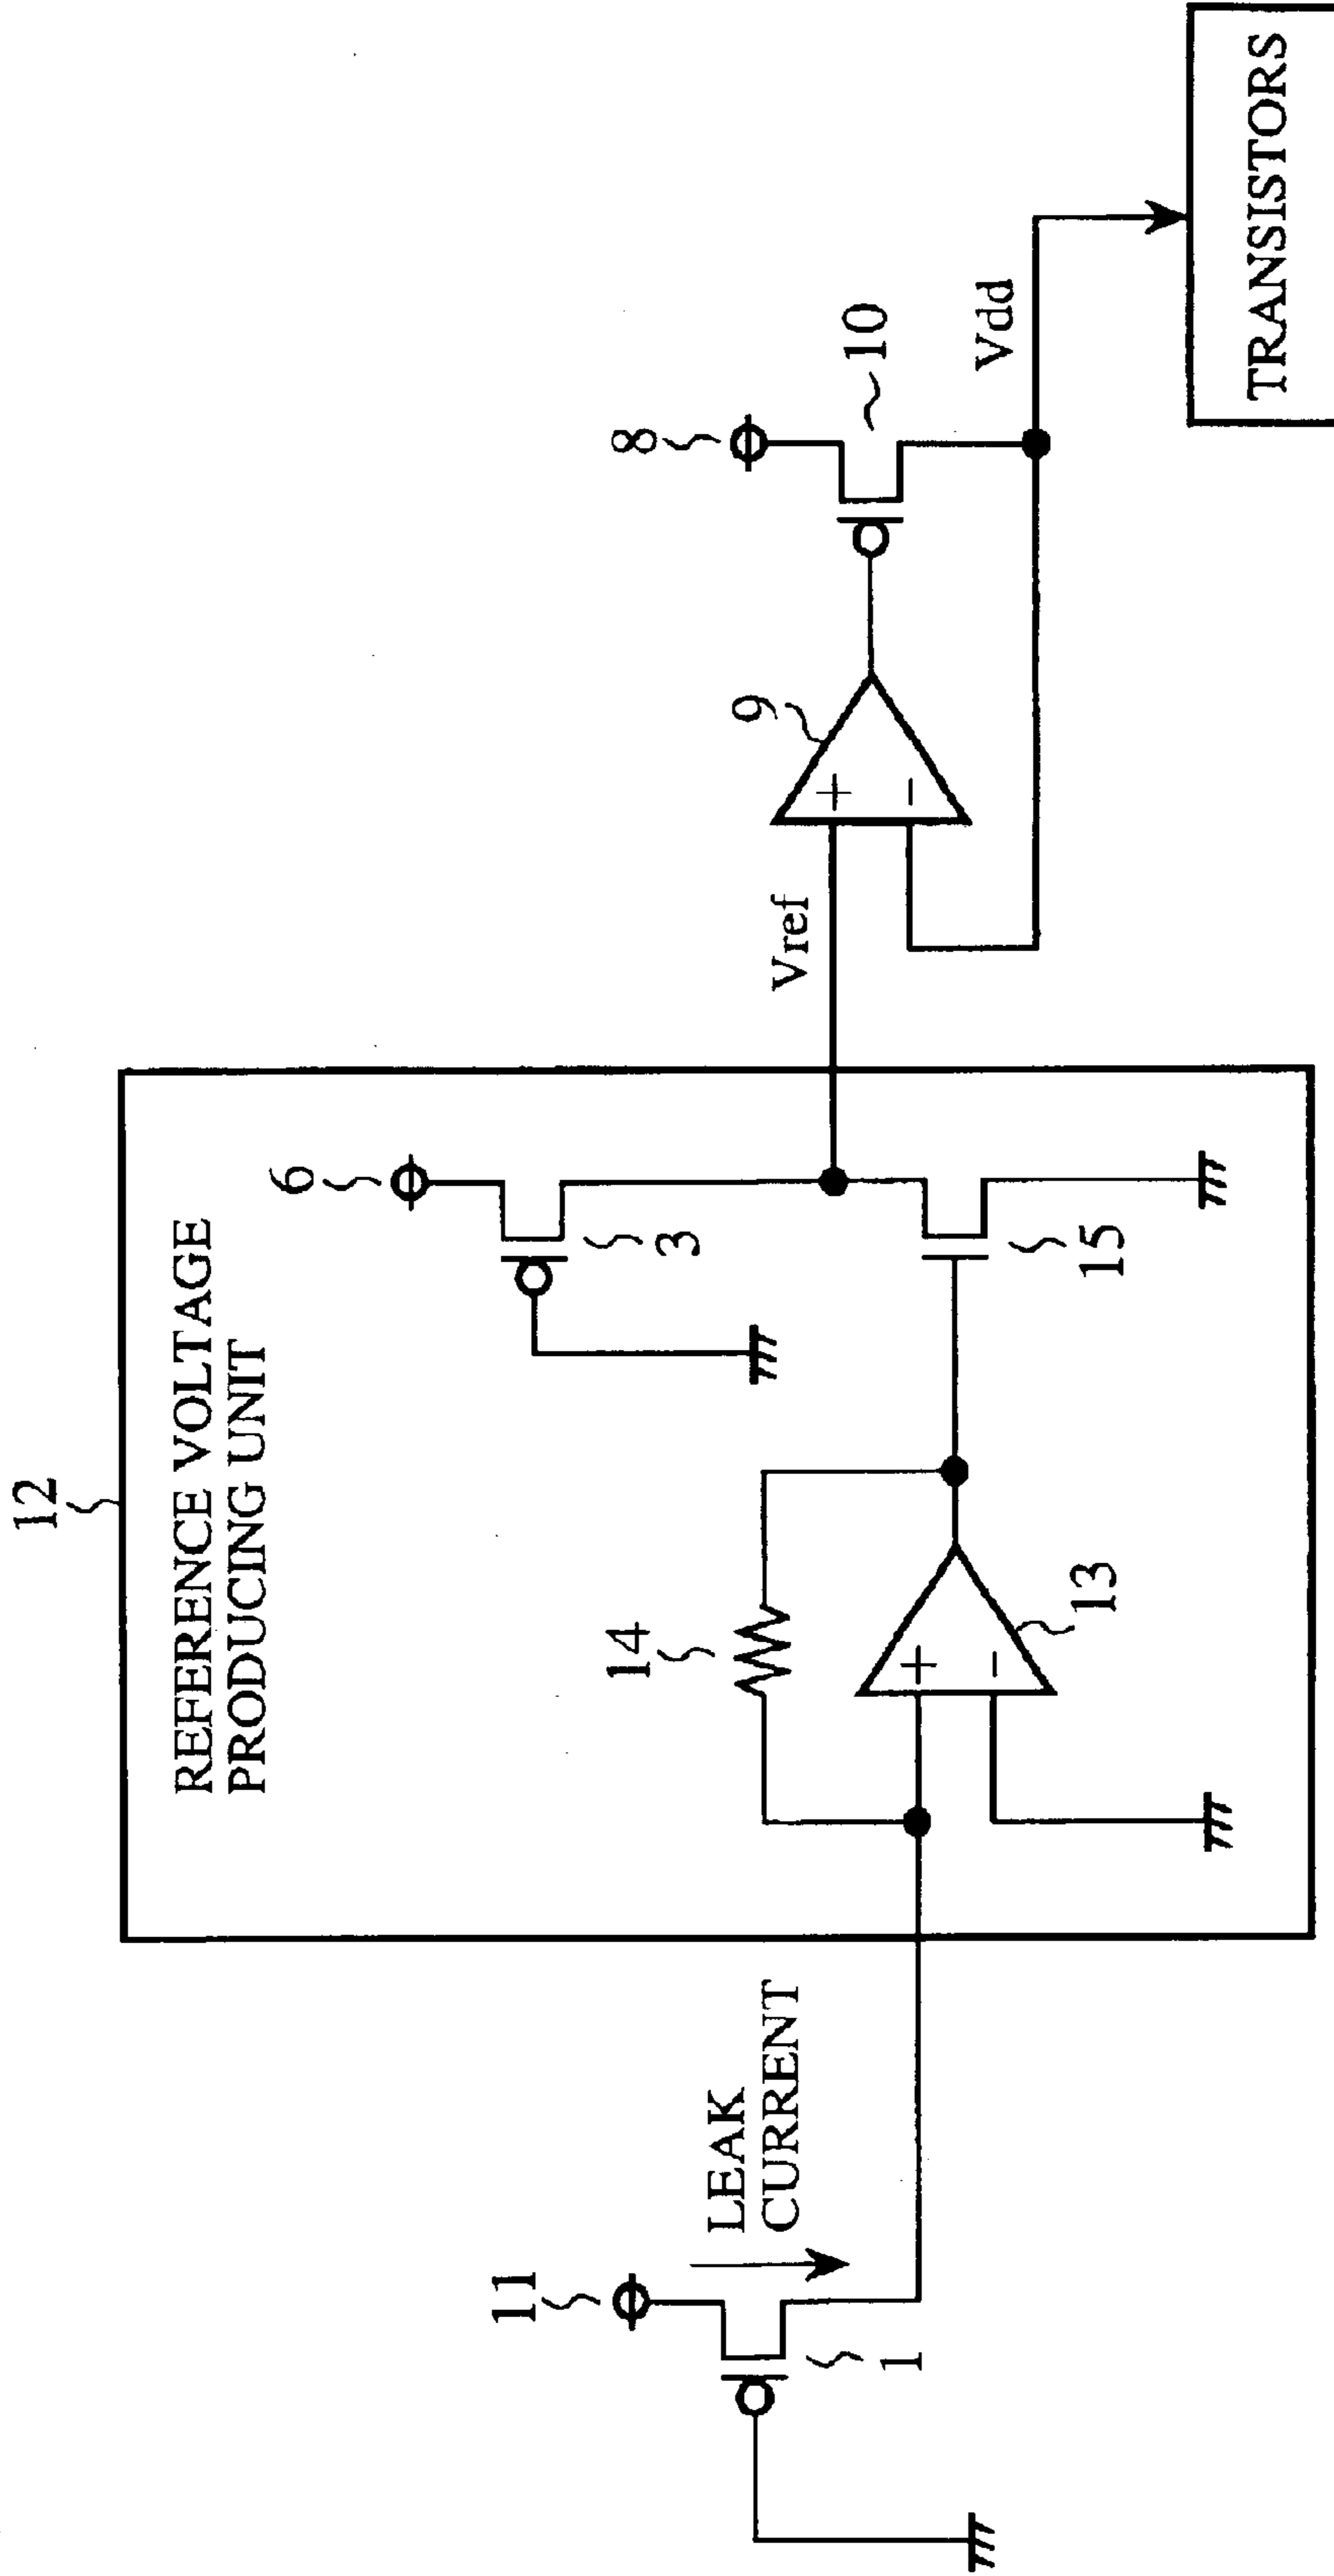 12
REFERENCE VOLTAGE
PRODUCING UNIT
6
3
14
+
-
13
15
11
LEAK
CURRENT
1
Vref
9
+
-
8
10
Vdd
TRANSISTORS